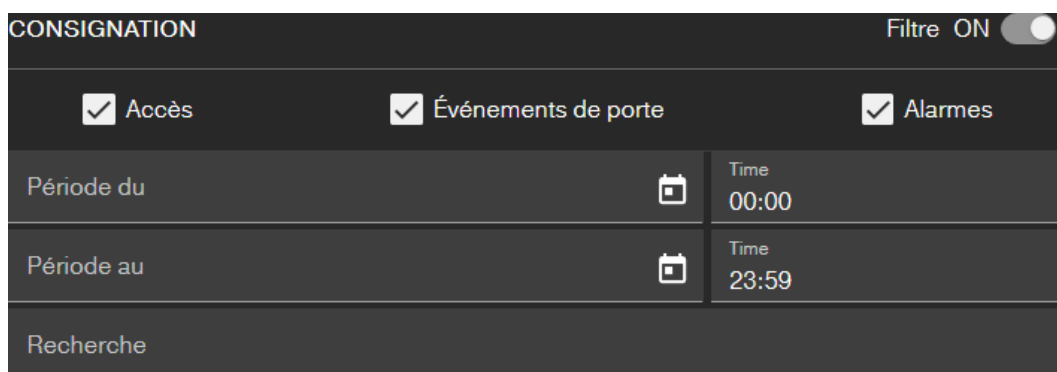 CONSIGNATION Filtre ON
Accès Événements de porte Alarmes
Période du Time 00:00
Période au Time 23:59
Recherche